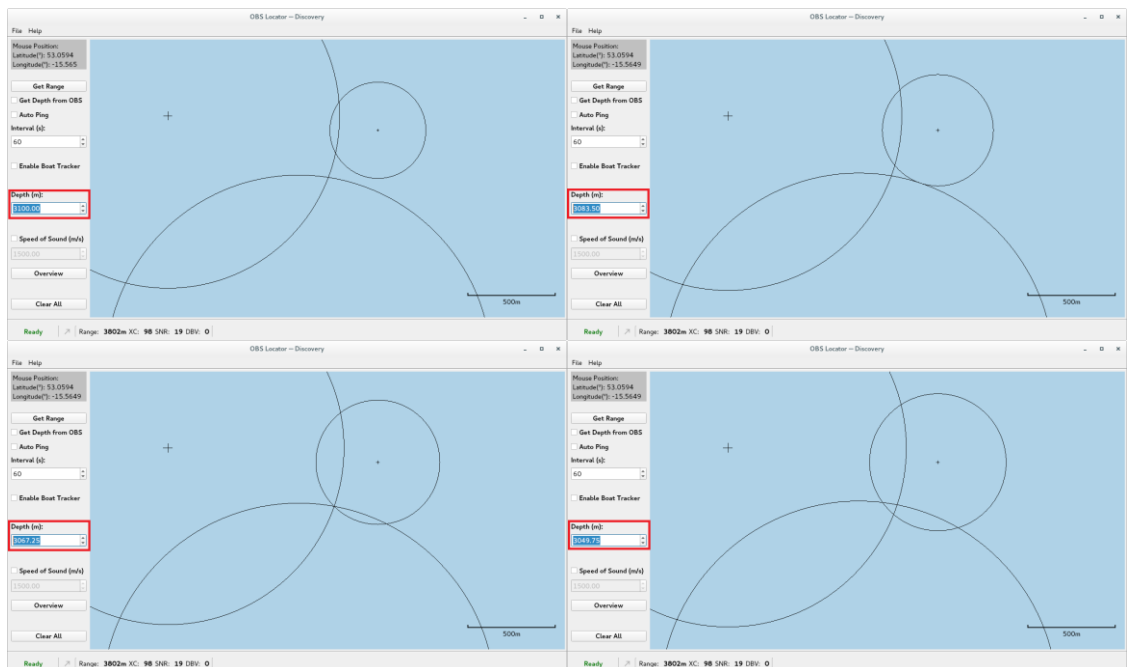 OBS Locator — Discovery
File Help
Mouse Position:
Latitude(°): 53.0594
Longitude(°): -15.565
Get Range
Get Depth from OBS
Auto Ping
Interval (s):
60
Enable Boat Tracker
Depth (m):
3100.00
Speed of Sound (m/s)
1500.00
Overview
Clear All
500m
Ready Range: 3802m XC: 98 SNR: 19 DBV: 0
OBS Locator — Discovery
File Help
Mouse Position:
Latitude(°): 53.0594
Longitude(°): -15.5649
Get Range
Get Depth from OBS
Auto Ping
Interval (s):
60
Enable Boat Tracker
Depth (m):
3083.50
Speed of Sound (m/s)
1500.00
Overview
Clear All
500m
Ready Range: 3802m XC: 98 SNR: 19 DBV: 0
OBS Locator — Discovery
File Help
Mouse Position:
Latitude(°): 53.0594
Longitude(°): -15.5649
Get Range
Get Depth from OBS
Auto Ping
Interval (s):
60
Enable Boat Tracker
Depth (m):
3067.25
Speed of Sound (m/s)
1500.00
Overview
Clear All
500m
Ready Range: 3802m XC: 98 SNR: 19 DBV: 0
OBS Locator — Discovery
File Help
Mouse Position:
Latitude(°): 53.0594
Longitude(°): -15.5649
Get Range
Get Depth from OBS
Auto Ping
Interval (s):
60
Enable Boat Tracker
Depth (m):
3049.75
Speed of Sound (m/s)
1500.00
Overview
Clear All
500m
Ready Range: 3802m XC: 98 SNR: 19 DBV: 0